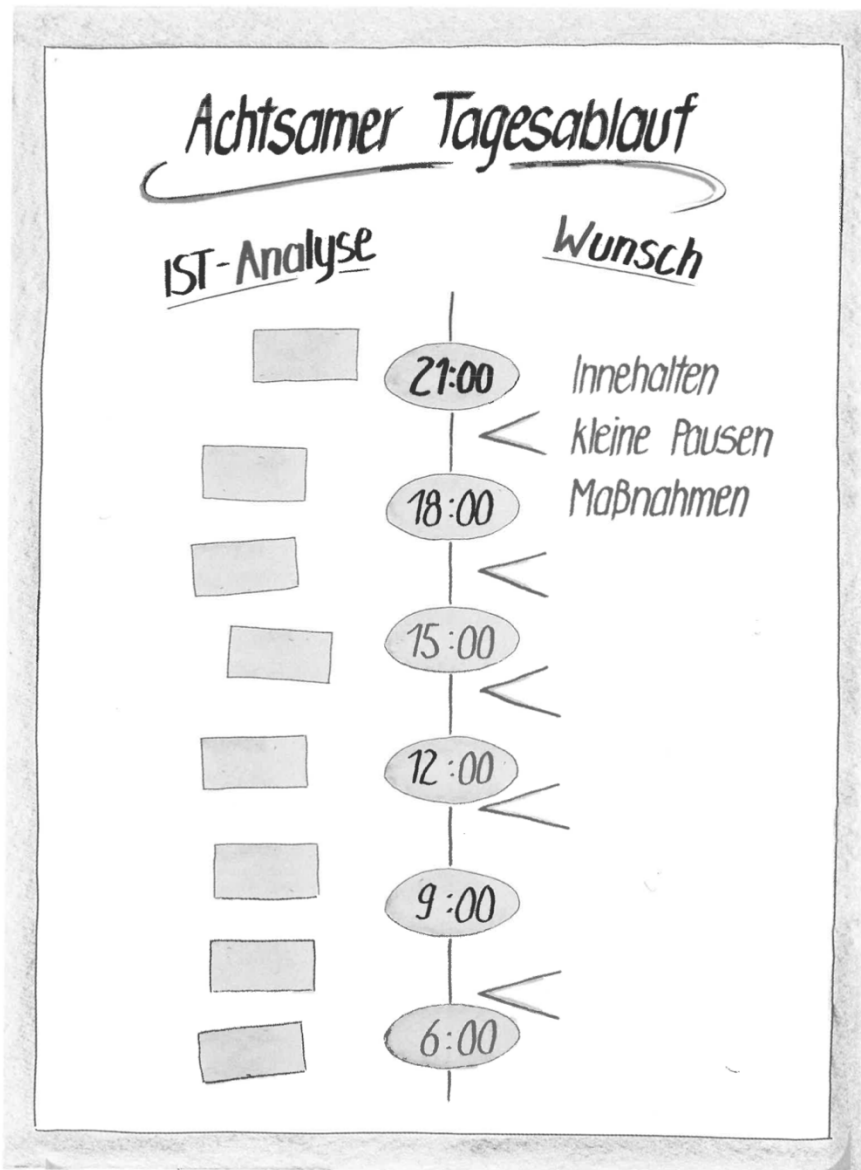 Achtsamer Tagesablauf
IST-Analyse
Wunsch
21:00
Innehalten
kleine Pausen
Maßnahmen
18:00
15:00
12:00
9:00
6:00